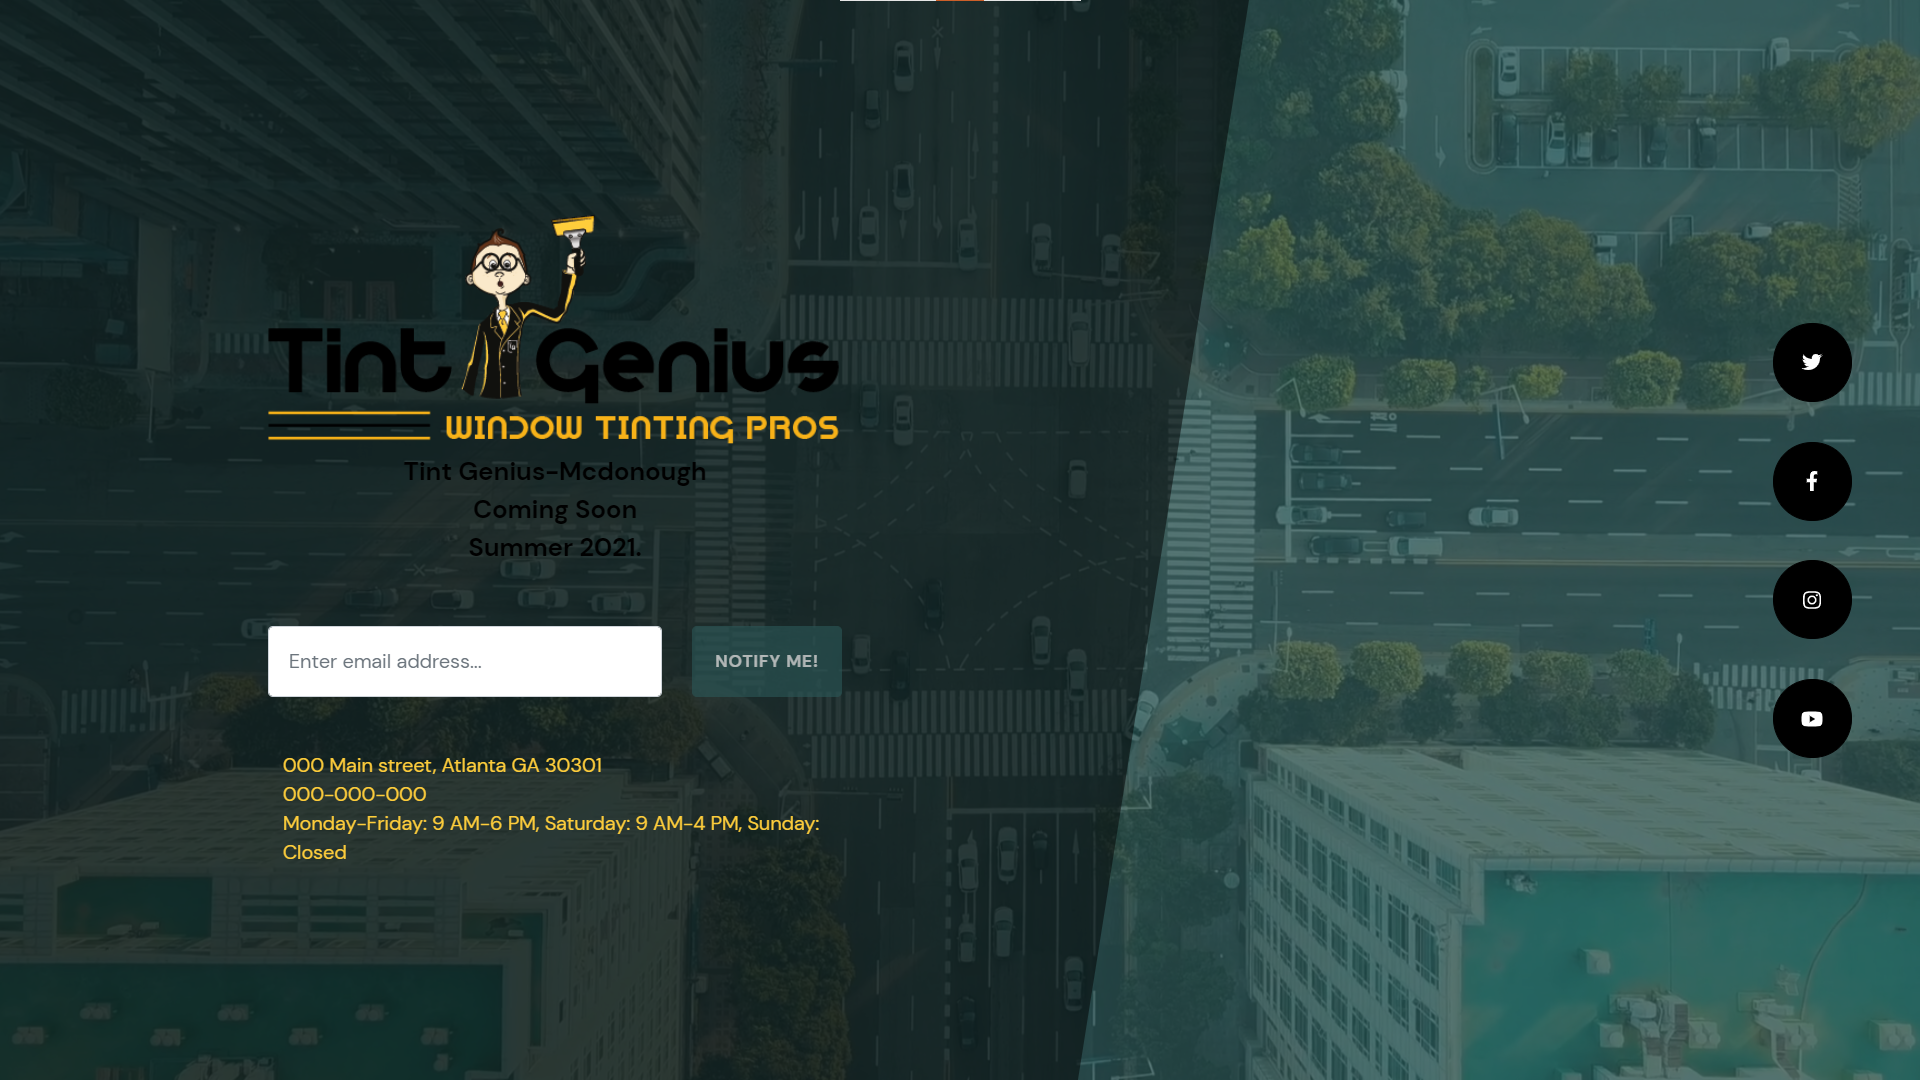 Tint Genius
WINDOW TINTING PROS
Tint Genius-Mcdonough
Coming Soon
Summer 2021.
Enter email address...
NOTIFY ME!
000 Main street, Atlanta GA 30301
000-000-000
Monday-Friday: 9 AM-6 PM, Saturday: 9 AM-4 PM, Sunday:
Closed